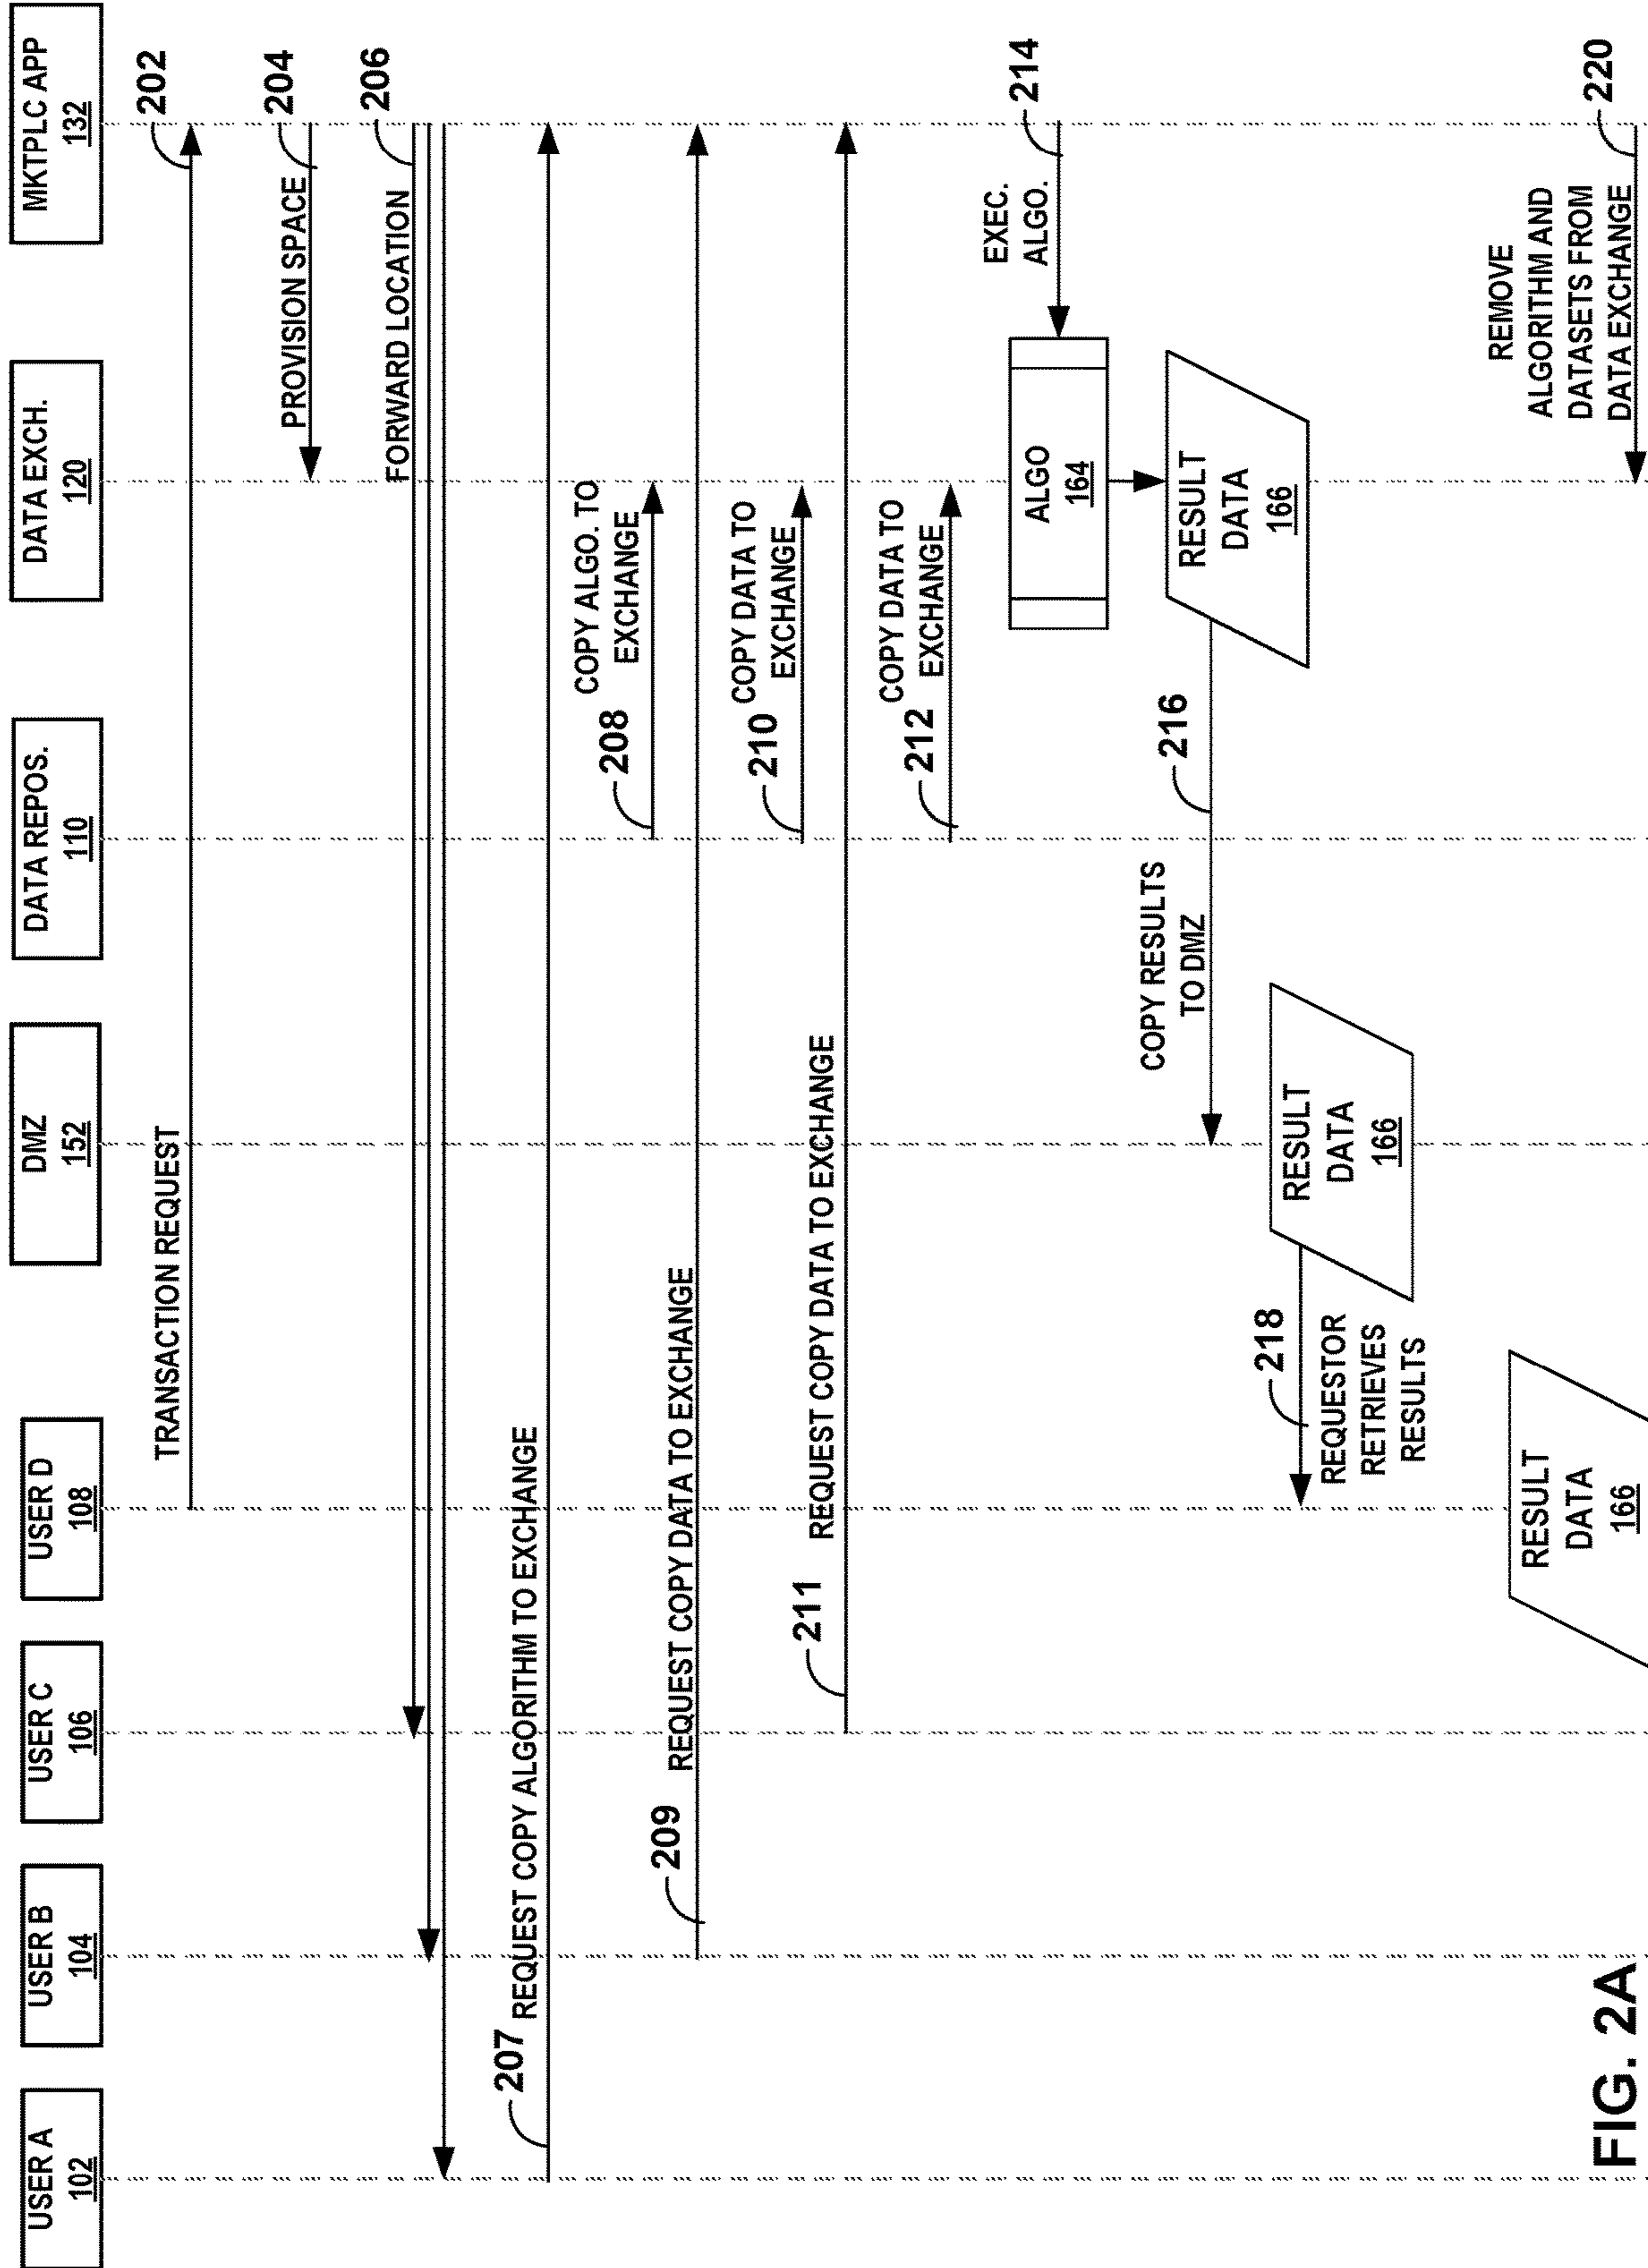 USER A
102
USER B
104
USER C
106
USER D
108
DMZ
152
DATA REPOS.
110
DATA EXCH.
120
MKTPLC APP
132
TRANSACTION REQUEST
202
PROVISION SPACE
204
FORWARD LOCATION
206
207
REQUEST COPY ALGORITHM TO EXCHANGE
208
COPY ALGO. TO
EXCHANGE
209
REQUEST COPY DATA TO EXCHANGE
210
COPY DATA TO
EXCHANGE
211
REQUEST COPY DATA TO EXCHANGE
212
COPY DATA TO
EXCHANGE
EXEC.
ALGO.
214
ALGO
164
RESULT
DATA
166
COPY RESULTS
TO DMZ
216
RESULT
DATA
166
218
REQUESTOR
RETRIEVES
RESULTS
RESULT
DATA
166
REMOVE
ALGORITHM AND
DATASETS FROM
DATA EXCHANGE
220
FIG. 2A